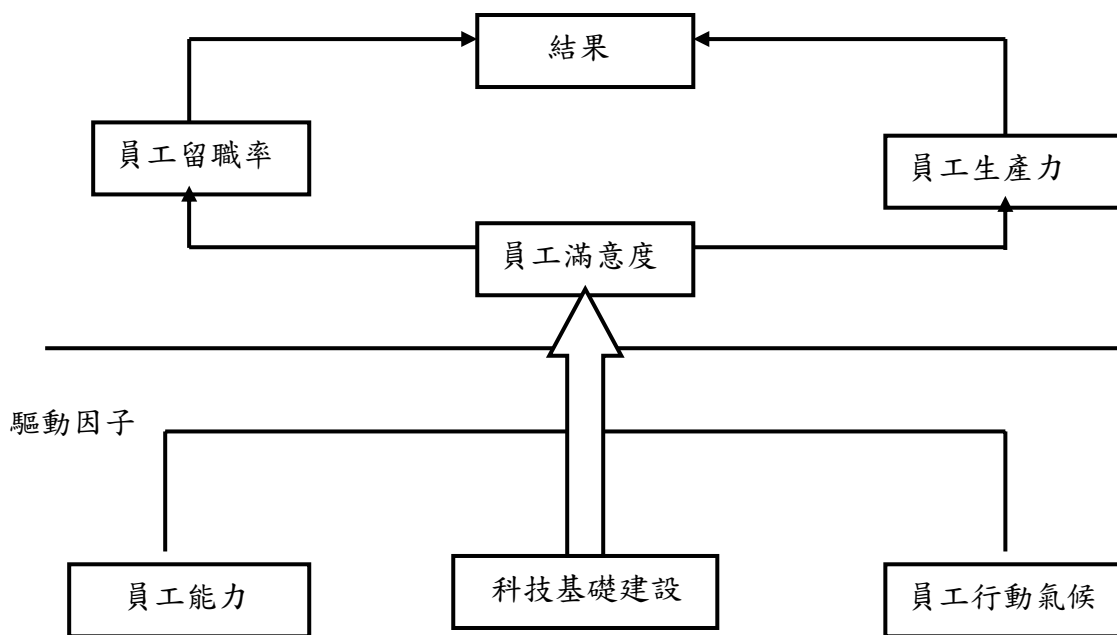 結果
員工留職率
員工生產力
員工滿意度
驅動因子
員工能力
科技基礎建設
員工行動氣候